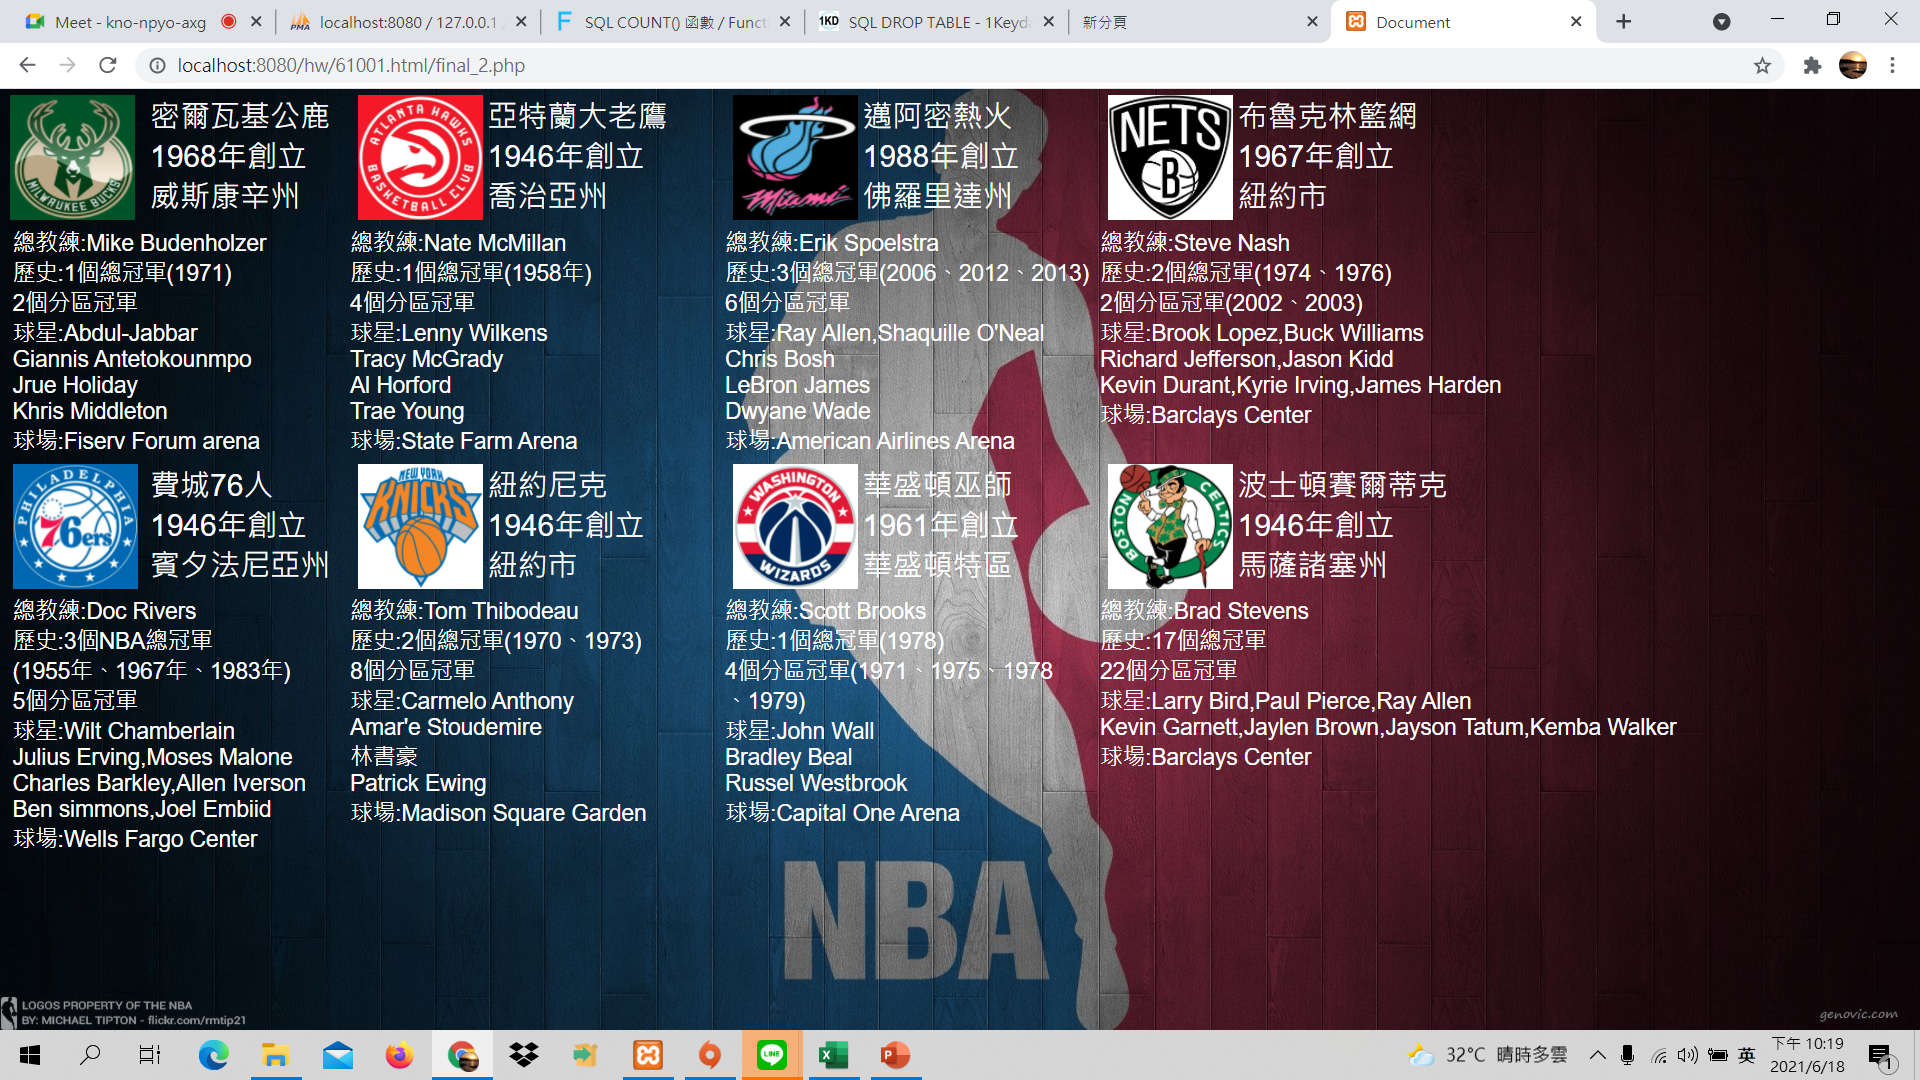 Meet - kno-npyo-axg
localhost:8080 / 127.0.0.1
SQL COUNT() 函數 / Funct
SQL DROP TABLE - 1Keyda
新分頁
Document
localhost:8080/hw/61001.html/final_2.php
MILWAUKEE BUCKS
密爾瓦基公鹿
1968年創立
威斯康辛州
總教練:Mike Budenholzer
歷史:1個總冠軍(1971)
2個分區冠軍
球星:Abdul-Jabbar
Giannis Antetokounmpo
Jrue Holiday
Khris Middleton
球場:Fiserv Forum arena
ATLANTA HAWKS
BASKETBALL CLUB
亞特蘭大老鷹
1946年創立
喬治亞州
總教練:Nate McMillan
歷史:1個總冠軍(1958年)
4個分區冠軍
球星:Lenny Wilkens
Tracy McGrady
Al Horford
Trae Young
球場:State Farm Arena
Miami
邁阿密熱火
1988年創立
佛羅里達州
總教練:Erik Spoelstra
歷史:3個總冠軍(2006、2012、2013)
6個分區冠軍
球星:Ray Allen,Shaquille O'Neal
Chris Bosh
LeBron James
Dwyane Wade
球場:American Airlines Arena
NETS
B
布魯克林籃網
1967年創立
紐約市
總教練:Steve Nash
歷史:2個總冠軍(1974、1976)
2個分區冠軍(2002、2003)
球星:Brook Lopez,Buck Williams
Richard Jefferson,Jason Kidd
Kevin Durant,Kyrie Irving,James Harden
球場:Barclays Center
PHILADELPHIA
76ers
費城76人
1946年創立
賓夕法尼亞州
總教練:Doc Rivers
歷史:3個NBA總冠軍
(1955年、1967年、1983年)
5個分區冠軍
球星:Wilt Chamberlain
Julius Erving,Moses Malone
Charles Barkley,Allen Iverson
Ben simmons,Joel Embiid
球場:Wells Fargo Center
NEW YORK
KNICKS
紐約尼克
1946年創立
紐約市
總教練:Tom Thibodeau
歷史:2個總冠軍(1970、1973)
8個分區冠軍
球星:Carmelo Anthony
Amar'e Stoudemire
林書豪
Patrick Ewing
球場:Madison Square Garden
WASHINGTON
WIZARDS
華盛頓巫師
1961年創立
華盛頓特區
總教練:Scott Brooks
歷史:1個總冠軍(1978)
4個分區冠軍(1971、1975、1978
、1979)
球星:John Wall
Bradley Beal
Russel Westbrook
球場:Capital One Arena
BOSTON CELTICS
波士頓賽爾蒂克
1946年創立
馬薩諸塞州
總教練:Brad Stevens
歷史:17個總冠軍
22個分區冠軍
球星:Larry Bird,Paul Pierce,Ray Allen
Kevin Garnett,Jaylen Brown,Jayson Tatum,Kemba Walker
球場:Barclays Center
NBA
LOGOS PROPERTY OF THE NBA
BY: MICHAEL TIPTON - flickr.com/rmtip21
genovic.com
LINE
32°C 晴時多雲
英
下午 10:19
2021/6/18
1